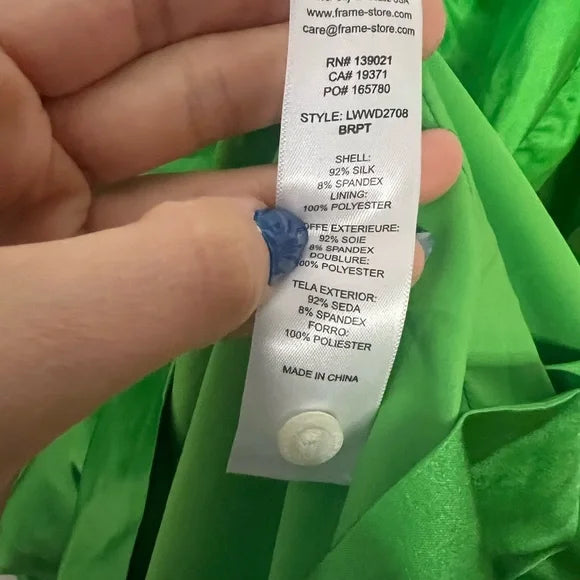 www.frame-store.com
care@frame-store.com
RN# 139021
CA# 19371
PO# 165780
STYLE: LWWD2708
BRPT
SHELL:
92% SILK
8% SPANDEX
LINING:
100% POLYESTER
EXTERIEURE:
92% SOIE
8% SPANDEX
DOUBLURE:
100% POLYESTER
TELA EXTERIOR:
92% SEDA
8% SPANDEX
FORRO:
100% POLIESTER
MADE IN CHINA